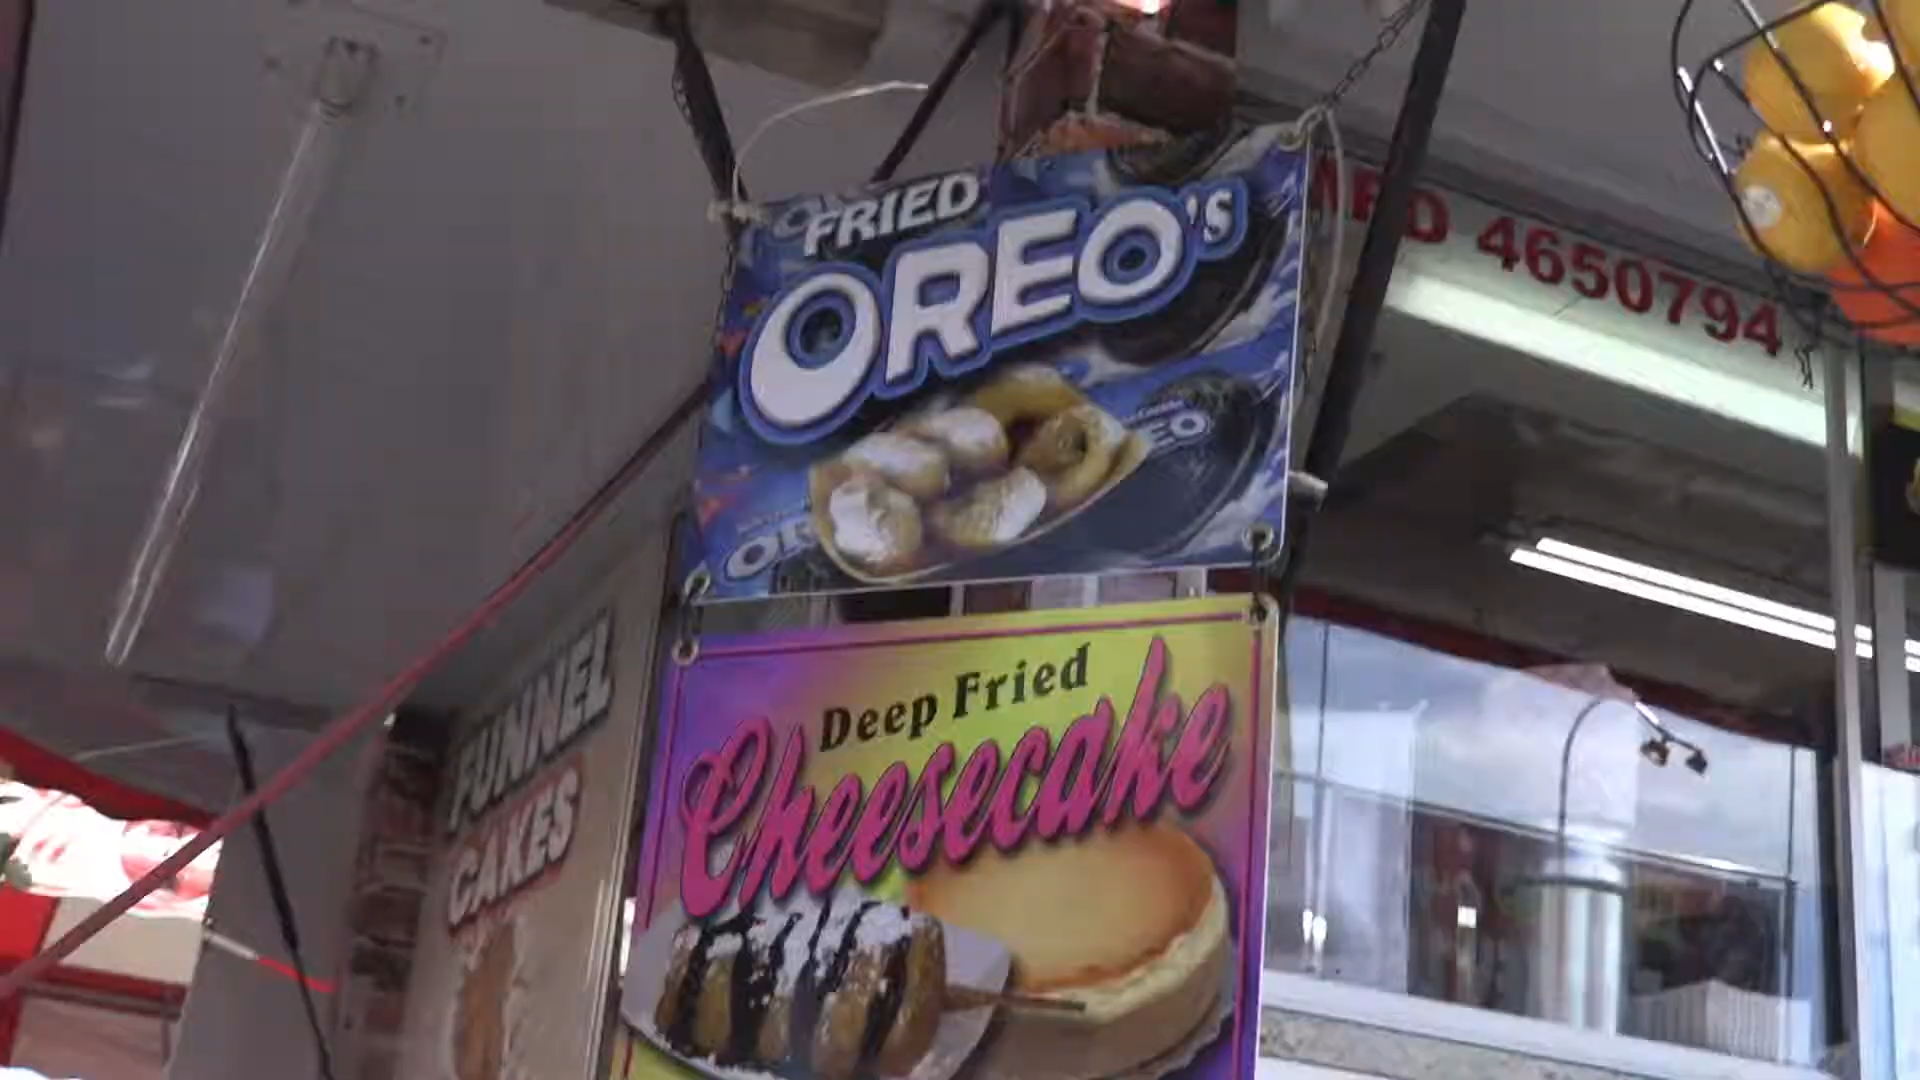 FRIED
OREO's
OREO
Deep Fried
Cheesecake
FUNNEL
CAKES
4650794